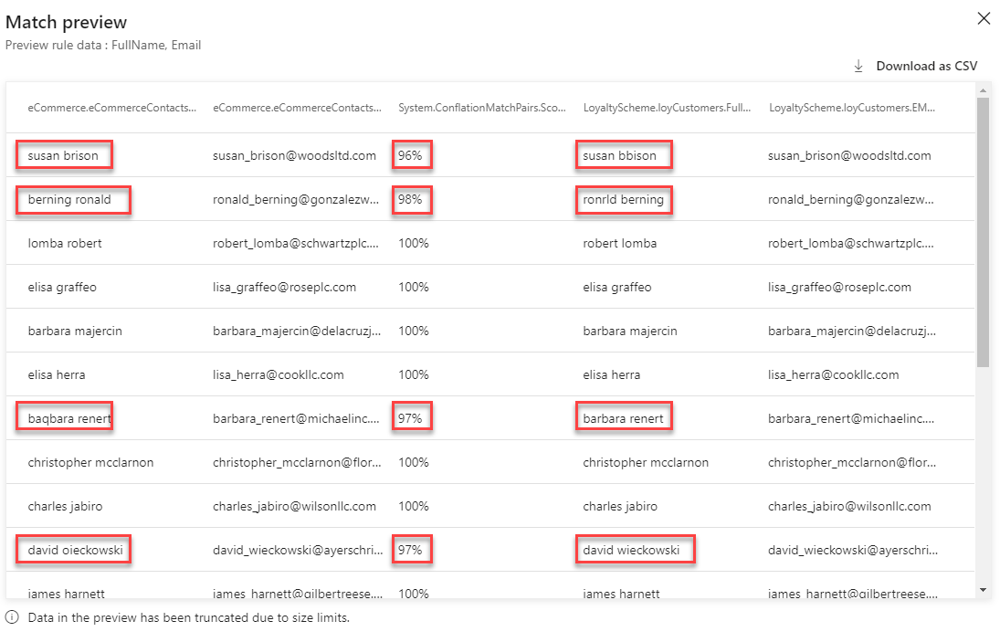 Match preview
Preview rule data : FullName, Email
Download as CSV
eCommerce.eCommerceContacts... eCommerce.eCommerceContacts... System.ConflationMatchPairs.Sco... LoyaltyScheme.loyCustomers.Full... LoyaltyScheme.loyCustomers.EM...
susan brison susan_brison@woodsltd.com 96% susan bbison susan_brison@woodsltd.com
berning ronald ronald_berning@gonzalezw... 98% ronrld berning ronald_berning@gonzalezw...
lomba robert robert_lomba@schwartzplc.... 100% robert lomba robert_lomba@schwartzplc....
elisa graffeo lisa_graffeo@roseplc.com 100% elisa graffeo lisa_graffeo@roseplc.com
barbara majercin barbara_majercin@delacruzj... 100% barbara majercin barbara_majercin@delacruzj...
elisa herra lisa_herra@cookllc.com 100% elisa herra lisa_herra@cookllc.com
baqbara renert barbara_renert@michaelinc.... 97% barbara renert barbara_renert@michaelinc....
christopher mcclarnon christopher_mcclarnon@flor... 100% christopher mcclarnon christopher_mcclarnon@flor...
charles jabiro charles_jabiro@wilsonllc.com 100% charles jabiro charles_jabiro@wilsonllc.com
david oieckowski david_wieckowski@ayerschri... 97% david wieckowski david_wieckowski@ayerschri...
james harnett james_harnett@gilbertreese.... 100% james harnett james_harnett@gilbertreese....
Data in the preview has been truncated due to size limits.